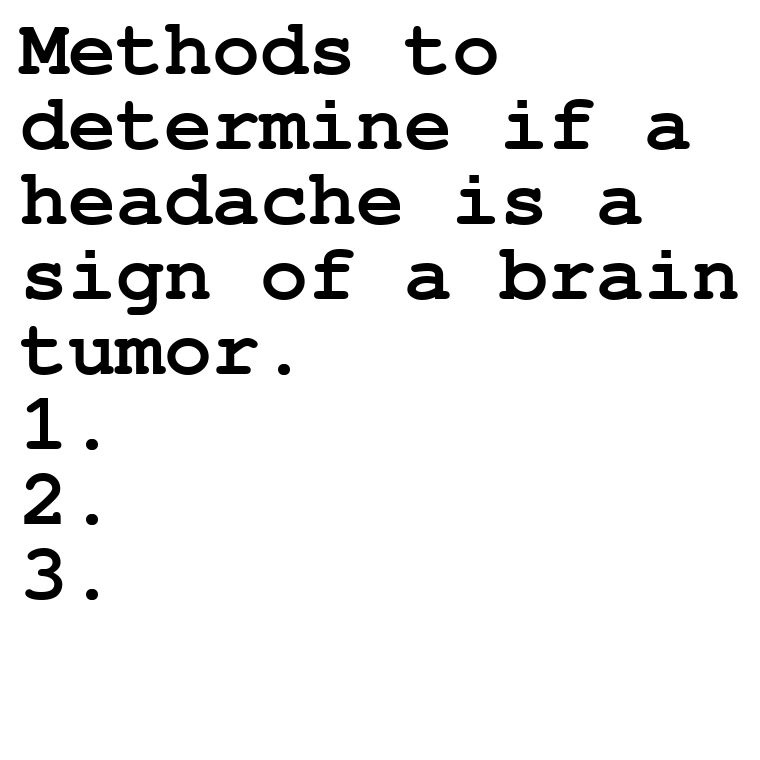 Methods to
determine if a
headache is a
sign of a brain
tumor.
1.
2.
3.